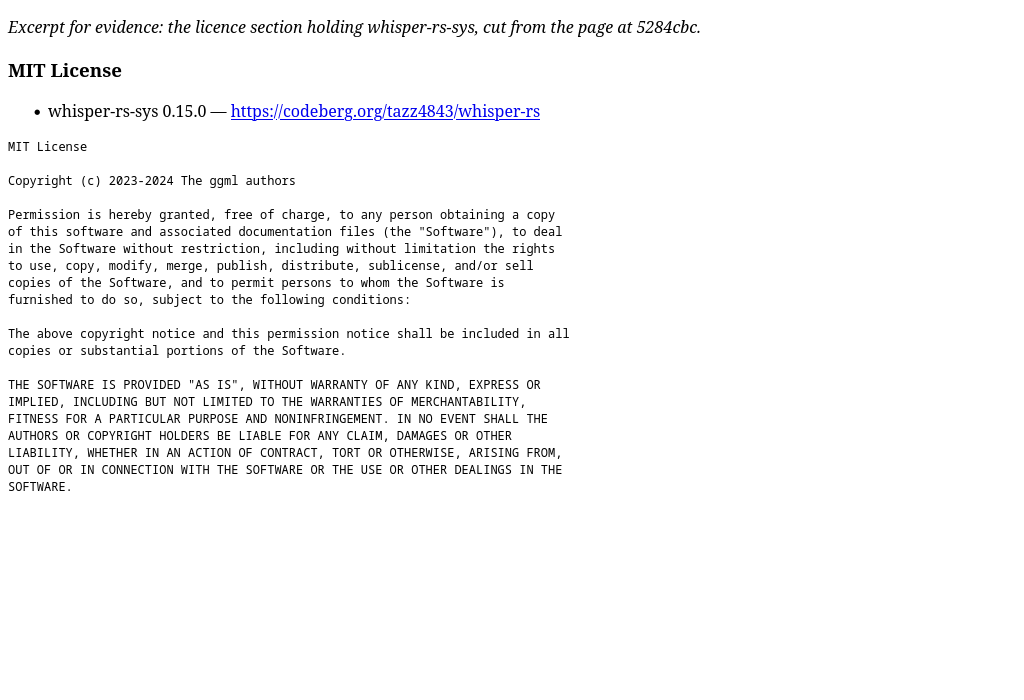 Excerpt for evidence: the licence section holding whisper-rs-sys, cut from the page at 5284cbc.
MIT License
• whisper-rs-sys 0.15.0 — https://codeberg.org/tazz4843/whisper-rs
MIT License
Copyright (c) 2023-2024 The ggml authors
Permission is hereby granted, free of charge, to any person obtaining a copy
of this software and associated documentation files (the "Software"), to deal
in the Software without restriction, including without limitation the rights
to use, copy, modify, merge, publish, distribute, sublicense, and/or sell
copies of the Software, and to permit persons to whom the Software is
furnished to do so, subject to the following conditions:
The above copyright notice and this permission notice shall be included in all
copies or substantial portions of the Software.
THE SOFTWARE IS PROVIDED "AS IS", WITHOUT WARRANTY OF ANY KIND, EXPRESS OR
IMPLIED, INCLUDING BUT NOT LIMITED TO THE WARRANTIES OF MERCHANTABILITY,
FITNESS FOR A PARTICULAR PURPOSE AND NONINFRINGEMENT. IN NO EVENT SHALL THE
AUTHORS OR COPYRIGHT HOLDERS BE LIABLE FOR ANY CLAIM, DAMAGES OR OTHER
LIABILITY, WHETHER IN AN ACTION OF CONTRACT, TORT OR OTHERWISE, ARISING FROM,
OUT OF OR IN CONNECTION WITH THE SOFTWARE OR THE USE OR OTHER DEALINGS IN THE
SOFTWARE.